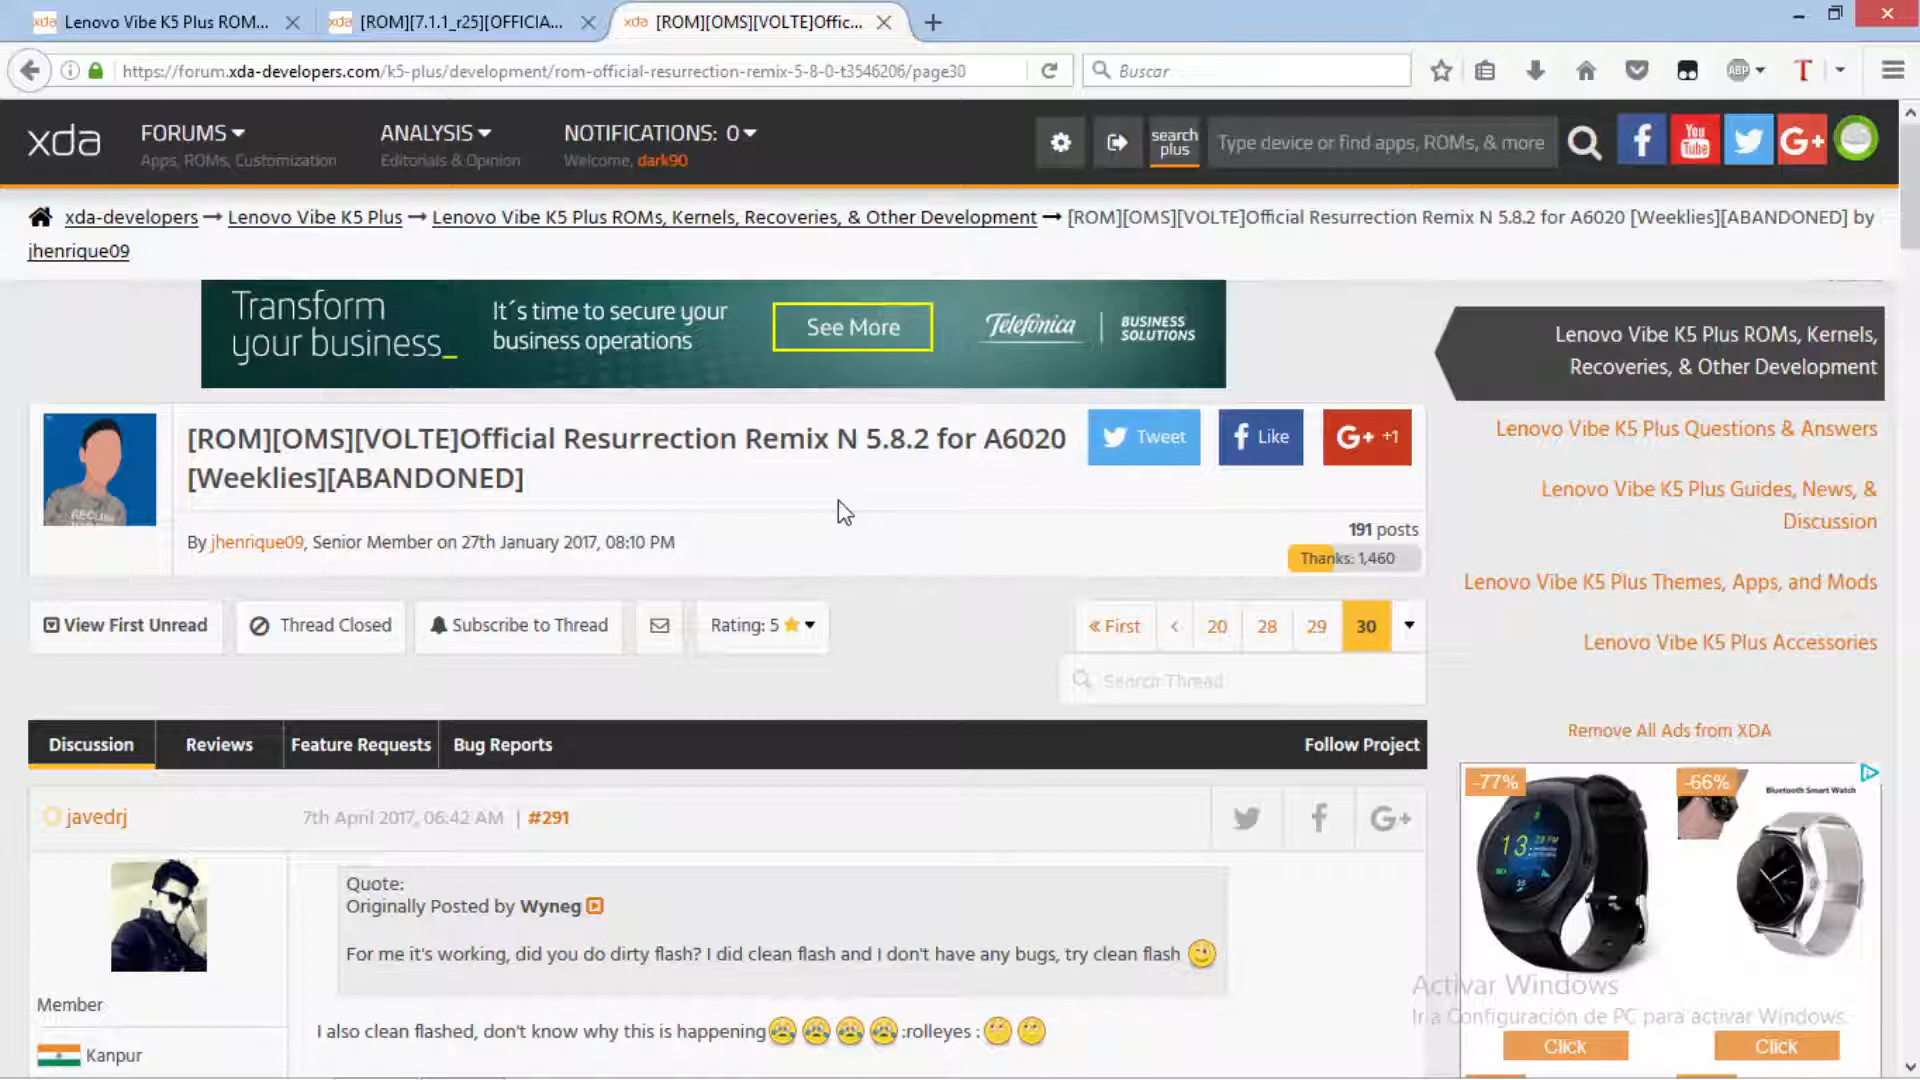 Lenovo Vibe K5 Plus ROM...
[ROM][7.1.1_r25][OFFICIA...
[ROM][OMS][VOLTE]Offic...
https://forum.xda-developers.com/k5-plus/development/rom-official-resurrection-remix-5-8-0-t3546206/page30
Buscar
ABP
T
xda
FORUMS
Apps, ROMs, Customization
ANALYSIS
Editorials & Opinion
NOTIFICATIONS: 0
Welcome, dark90
search
plus
Type device or find apps, ROMs, & more
You
Tube
G+
xda-developers → Lenovo Vibe K5 Plus → Lenovo Vibe K5 Plus ROMs, Kernels, Recoveries, & Other Development → [ROM][OMS][VOLTE]Official Resurrection Remix N 5.8.2 for A6020 [Weeklies][ABANDONED] by
jhenrique09
Transform
your business_
It´s time to secure your
business operations
See More
Telefónica
BUSINESS
SOLUTIONS
Lenovo Vibe K5 Plus ROMs, Kernels,
Recoveries, & Other Development
[ROM][OMS][VOLTE]Official Resurrection Remix N 5.8.2 for A6020
[Weeklies][ABANDONED]
Tweet
Like
G+ +1
By jhenrique09, Senior Member on 27th January 2017, 08:10 PM
191 posts
Thanks: 1,460
Lenovo Vibe K5 Plus Questions & Answers
Lenovo Vibe K5 Plus Guides, News, &
Discussion
Lenovo Vibe K5 Plus Themes, Apps, and Mods
Lenovo Vibe K5 Plus Accessories
View First Unread
Thread Closed
Subscribe to Thread
Rating: 5
« First
<
20
28
29
30
Search Thread
Discussion
Reviews
Feature Requests
Bug Reports
Follow Project
Remove All Ads from XDA
javedrj
7th April 2017, 06:42 AM | #291
G+
Quote:
Originally Posted by Wyneg
For me it's working, did you do dirty flash? I did clean flash and I don't have any bugs, try clean flash
I also clean flashed, don't know why this is happening :rolleyes :
Member
Kanpur
-77%
-66%
Bluetooth Smart Watch
Activar Windows
Ir a Configuración de PC para activar Windows.
Click
Click